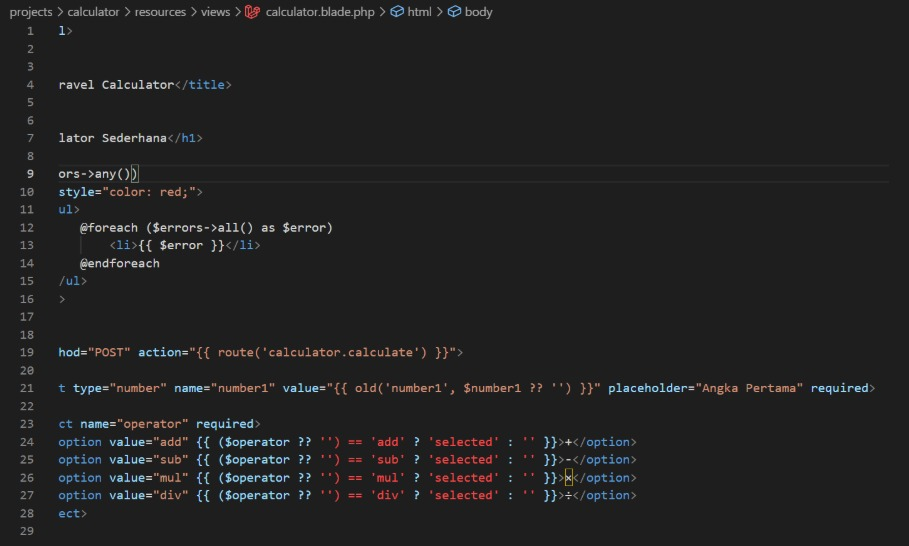 projects > calculator > resources > views > calculator.blade.php > html > body
1 l>
2
3
4 ravel Calculator</title>
5
6
7 lator Sederhana</h1>
8
9 ors->any())
10 style="color: red;">
11 ul>
12 @foreach ($errors->all() as $error)
13 <li>{{ $error }}</li>
14 @endforeach
15 /ul>
16 >
17
18
19 hod="POST" action="{{ route('calculator.calculate') }}">
20
21 t type="number" name="number1" value="{{ old('number1', $number1 ?? '') }}" placeholder="Angka Pertama" required>
22
23 ct name="operator" required>
24 option value="add" {{ ($operator ?? '') == 'add' ? 'selected' : '' }}>+</option>
25 option value="sub" {{ ($operator ?? '') == 'sub' ? 'selected' : '' }}>-</option>
26 option value="mul" {{ ($operator ?? '') == 'mul' ? 'selected' : '' }}>×</option>
27 option value="div" {{ ($operator ?? '') == 'div' ? 'selected' : '' }}>÷</option>
28 ect>
29